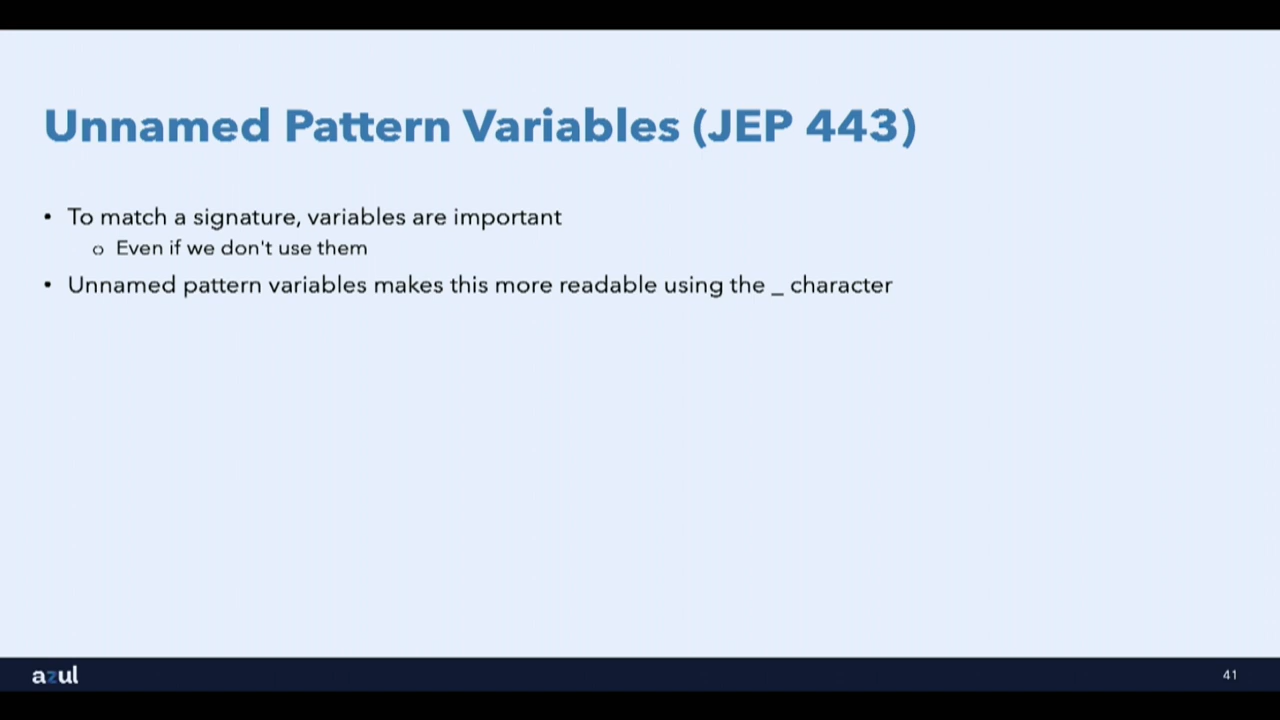 Unnamed Pattern Variables (JEP 443)
• To match a signature, variables are important
o Even if we don't use them
• Unnamed pattern variables makes this more readable using the _ character
azul
41